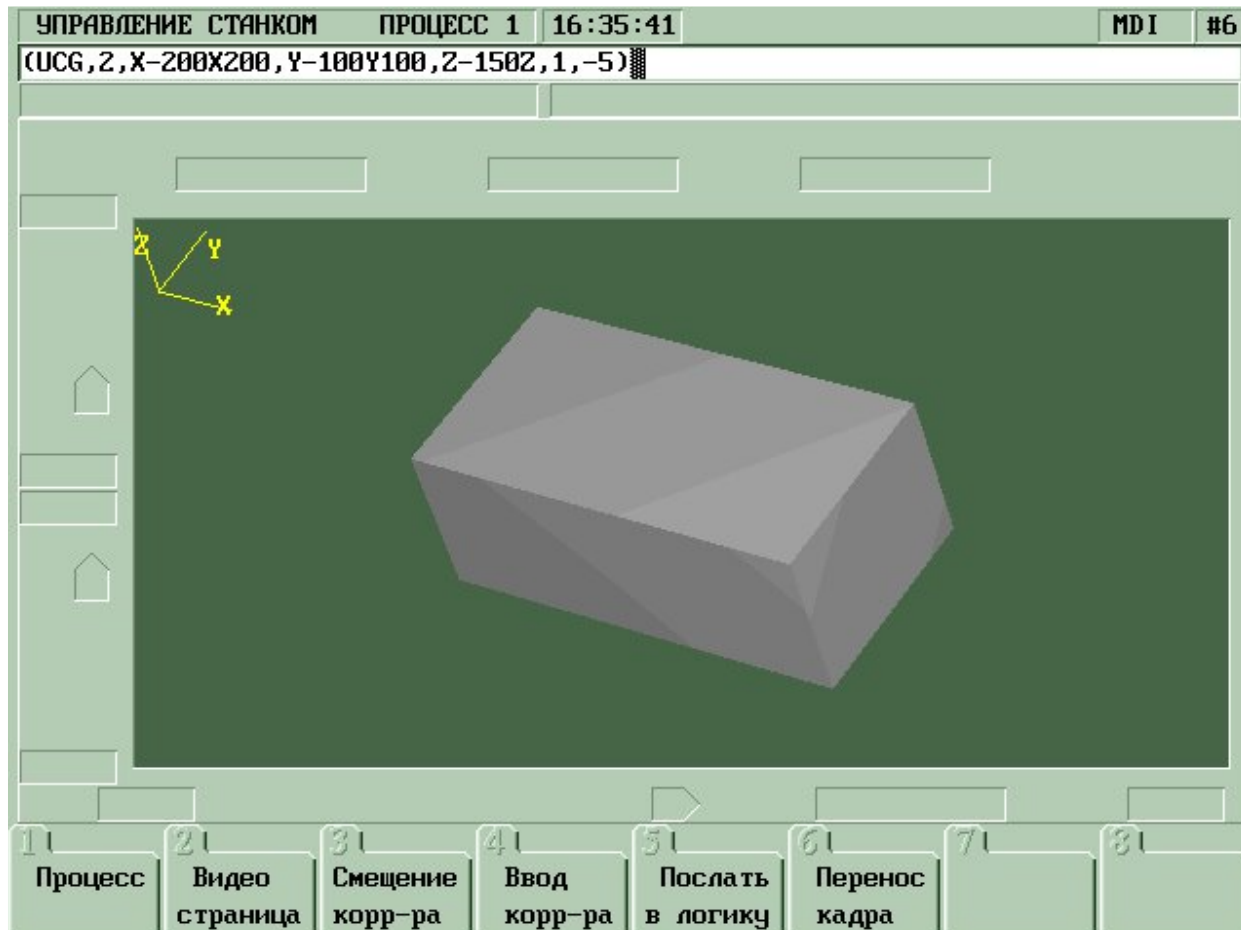 УПРАВЛЕНИЕ СТАНКОМ ПРОЦЕСС 1 16:35:41 MDI #6
(UCG,2,X-200X200,Y-100Y100,Z-150Z,1,-5)
Z Y
X
1 2 3 4 5 6 7 8
Процесс Видео Смещение Ввод Послать Перенос
страница корр-ра корр-ра в логику кадра